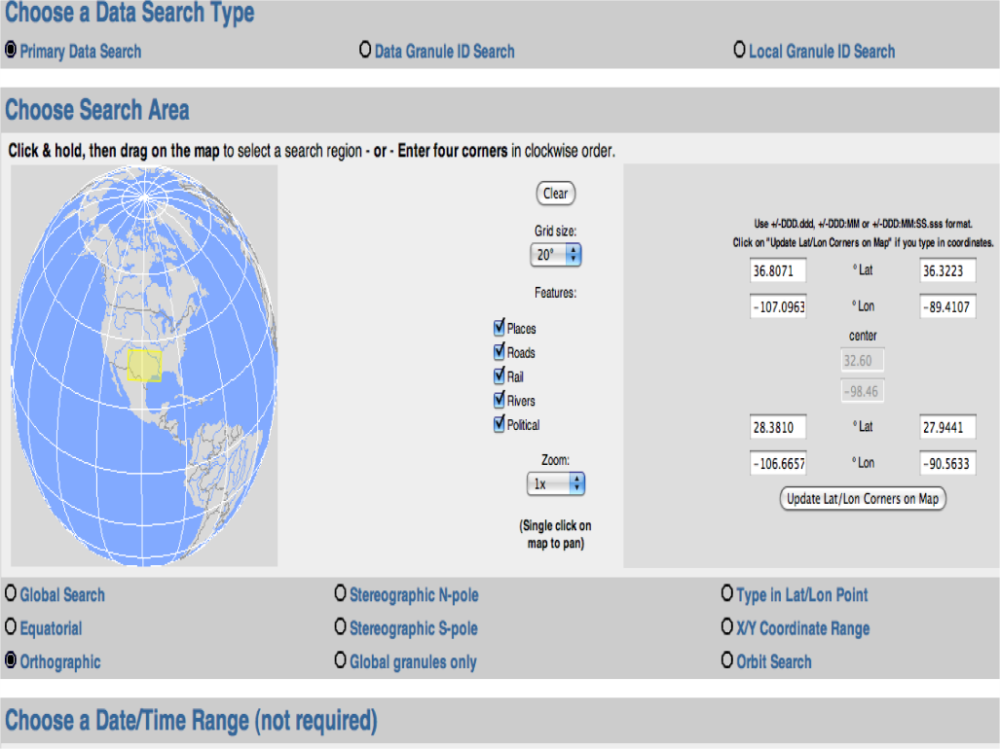 Choose a Data Search Type
Primary Data Search Data Granule ID Search Local Granule ID Search
Choose Search Area
Click & hold, then drag on the map to select a search region - or - Enter four corners in clockwise order.
Clear
Grid size:
20°
Features:
Places
Roads
Rail
Rivers
Political
Zoom:
1x
(Single click on
map to pan)
Use +/-DDD.ddd, +/-DDD:MM or +/-DDD:MM:SS.sss format.
Click on "Update Lat/Lon Corners on Map" if you type in coordinates.
36.8071 ° Lat 36.3223
-107.0963 ° Lon -89.4107
center
32.60
-98.46
28.3810 ° Lat 27.9441
-106.6657 ° Lon -90.5633
Update Lat/Lon Corners on Map
Global Search Stereographic N-pole Type in Lat/Lon Point
Equatorial Stereographic S-pole X/Y Coordinate Range
Orthographic Global granules only Orbit Search
Choose a Date/Time Range (not required)